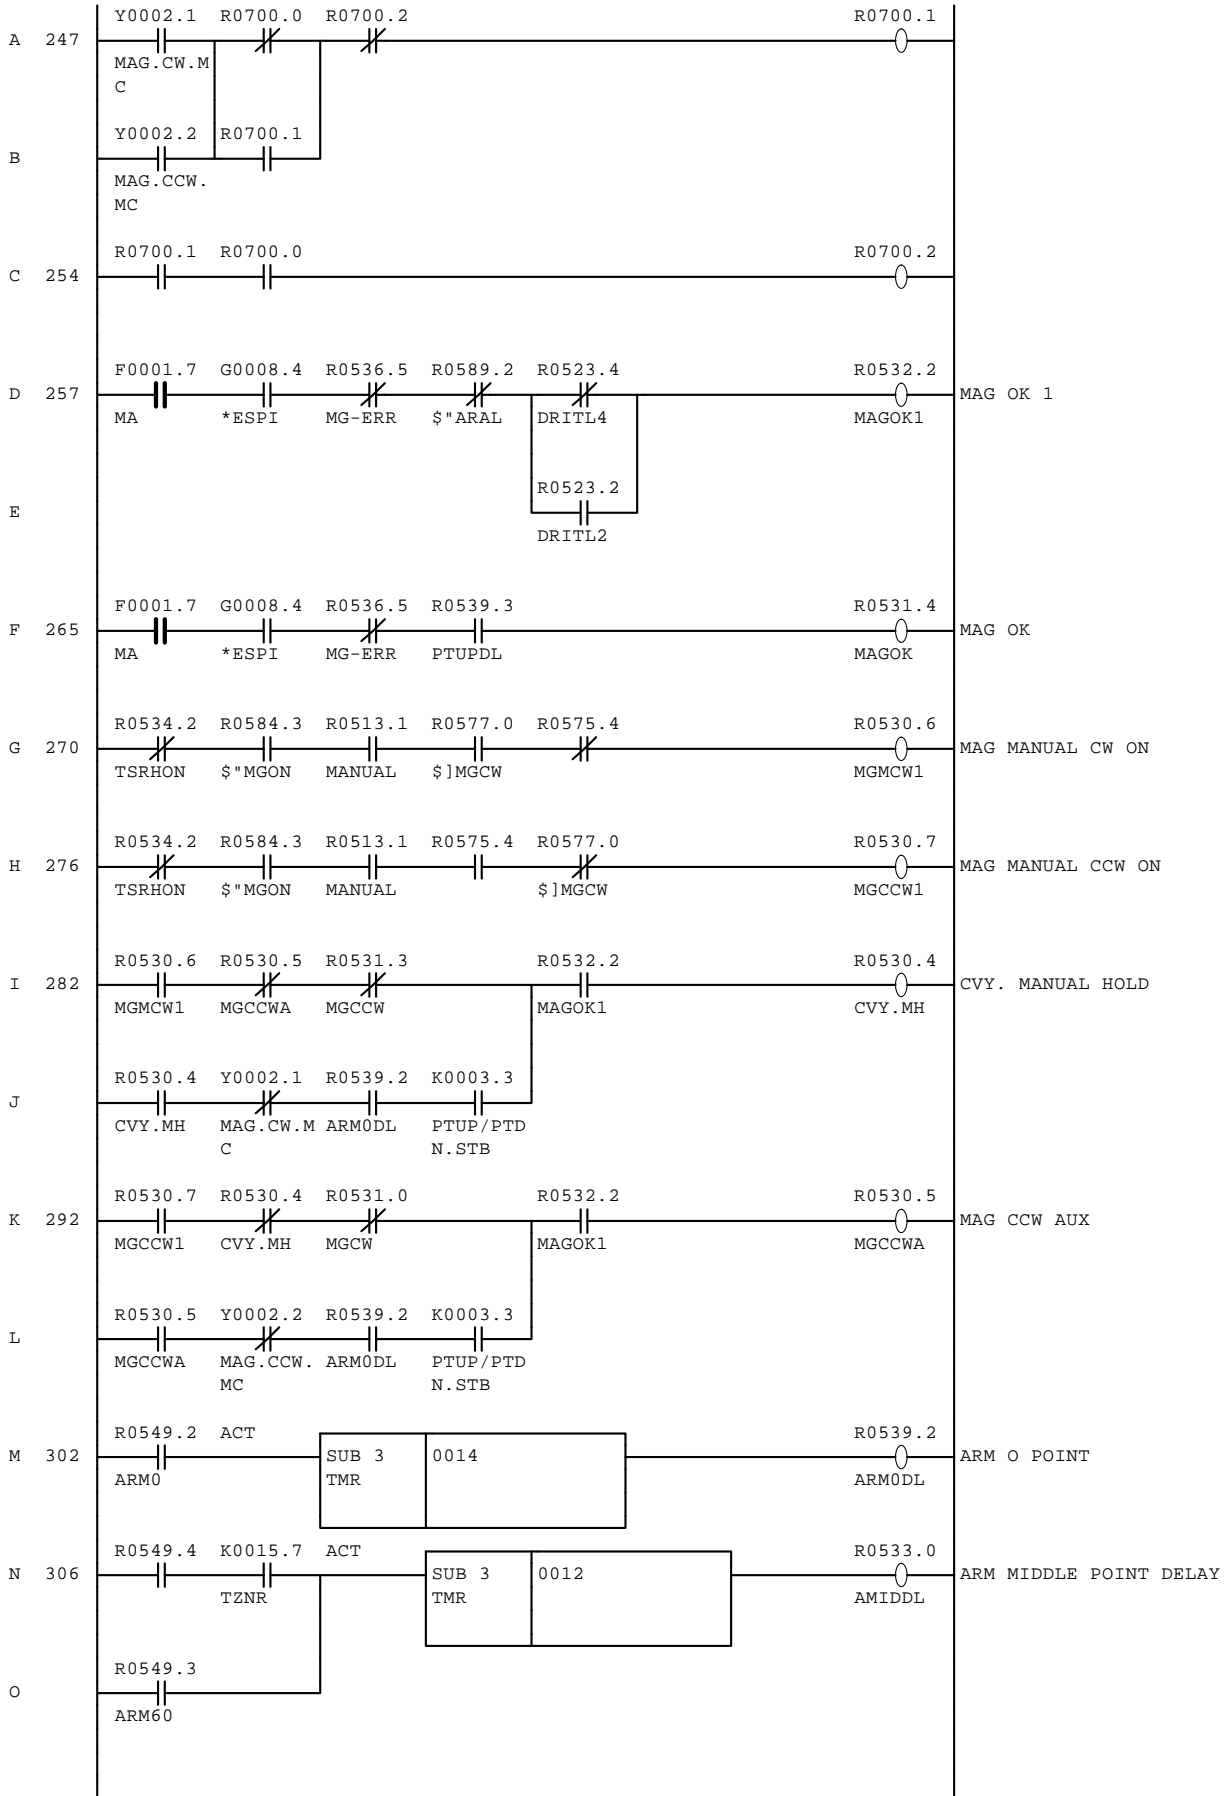 Y0002.1 R0700.0 R0700.2 R0700.1
A 247
MAG.CW.M
C
Y0002.2 R0700.1
B
MAG.CCW.
MC
R0700.1 R0700.0 R0700.2
C 254
F0001.7 G0008.4 R0536.5 R0589.2 R0523.4 R0532.2
D 257 MAG OK 1
MA *ESPI MG-ERR $"ARAL DRITL4 MAGOK1
R0523.2
E
DRITL2
F0001.7 G0008.4 R0536.5 R0539.3 R0531.4
F 265 MAG OK
MA *ESPI MG-ERR PTUPDL MAGOK
R0534.2 R0584.3 R0513.1 R0577.0 R0575.4 R0530.6
G 270 MAG MANUAL CW ON
TSRHON $"MGON MANUAL $]MGCW MGMCW1
R0534.2 R0584.3 R0513.1 R0575.4 R0577.0 R0530.7
H 276 MAG MANUAL CCW ON
TSRHON $"MGON MANUAL $]MGCW MGCCW1
R0530.6 R0530.5 R0531.3 R0532.2 R0530.4
I 282 CVY. MANUAL HOLD
MGMCW1 MGCCWA MGCCW MAGOK1 CVY.MH
R0530.4 Y0002.1 R0539.2 K0003.3
J
CVY.MH MAG.CW.M ARM0DL PTUP/PTD
C N.STB
R0530.7 R0530.4 R0531.0 R0532.2 R0530.5
K 292 MAG CCW AUX
MGCCW1 CVY.MH MGCW MAGOK1 MGCCWA
R0530.5 Y0002.2 R0539.2 K0003.3
L
MGCCWA MAG.CCW. ARM0DL PTUP/PTD
MC N.STB
R0549.2 ACT R0539.2
M 302 SUB 3 0014 ARM O POINT
ARM0 TMR ARM0DL
R0549.4 K0015.7 ACT R0533.0
N 306 SUB 3 0012 ARM MIDDLE POINT DELAY
TZNR TMR AMIDDL
R0549.3
O
ARM60